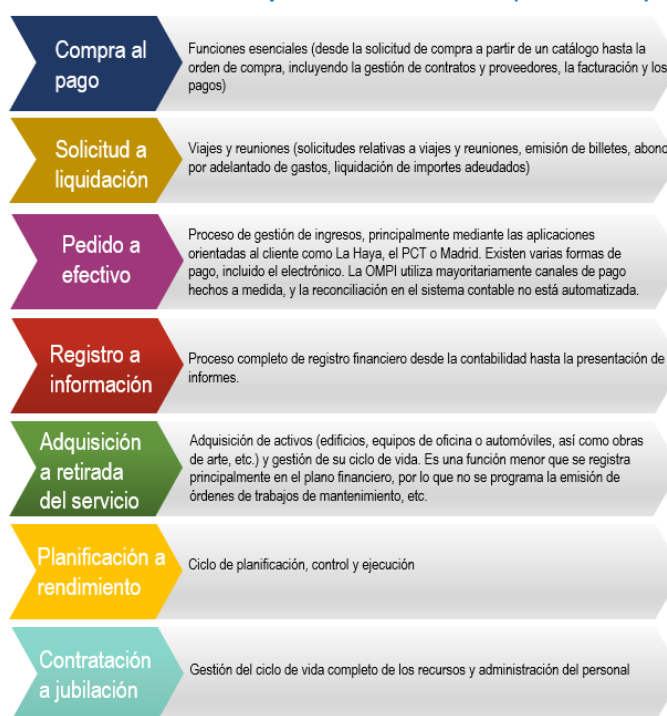 Compra al
pago
Funciones esenciales (desde la solicitud de compra a partir de un catálogo hasta la
orden de compra, incluyendo la gestión de contratos y proveedores, la facturación y los
pagos)
Solicitud a
liquidación
Viajes y reuniones (solicitudes relativas a viajes y reuniones, emisión de billetes, abono
por adelantado de gastos, liquidación de importes adeudados)
Pedido a
efectivo
Proceso de gestión de ingresos, principalmente mediante las aplicaciones
orientadas al cliente como La Haya, el PCT o Madrid. Existen varias formas de
pago, incluido el electrónico. La OMPI utiliza mayoritariamente canales de pago
hechos a medida, y la reconciliación en el sistema contable no está automatizada.
Registro a
información
Proceso completo de registro financiero desde la contabilidad hasta la presentación de
informes.
Adquisición
a retirada
del servicio
Adquisición de activos (edificios, equipos de oficina o automóviles, así como obras
de arte, etc.) y gestión de su ciclo de vida. Es una función menor que se registra
principalmente en el plano financiero, por lo que no se programa la emisión de
órdenes de trabajos de mantenimiento, etc.
Planificación a
rendimiento
Ciclo de planificación, control y ejecución
Contratación
a jubilación
Gestión del ciclo de vida completo de los recursos y administración del personal